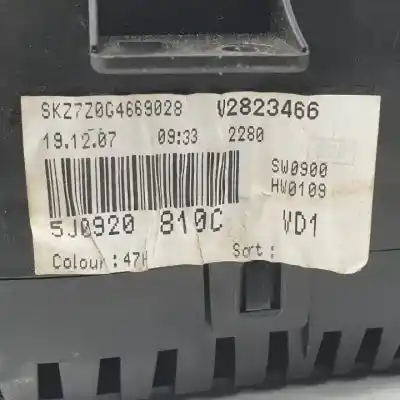 SKZ7Z0G4669028 V2823466
19.12.07 09:33 2280
SW0900
HW0109
5J0920 810C VD1
Colour:47H Sort: